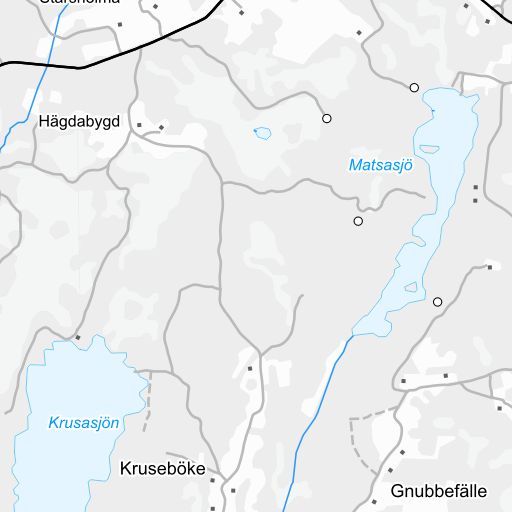 Hägdabygd
Matsasjö
Krusasjön
Kruseböke
Gnubbefälle